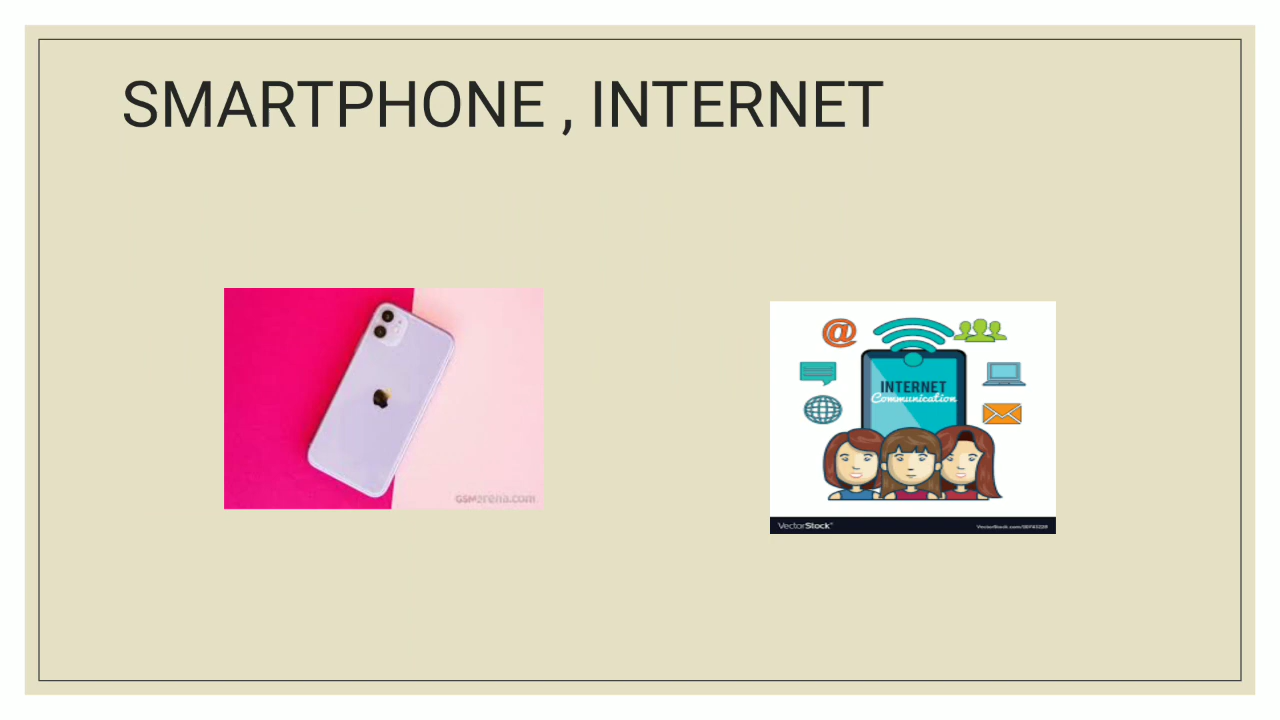 SMARTPHONE , INTERNET
GSMArena.com
INTERNET
Communication
@
VectorStock®